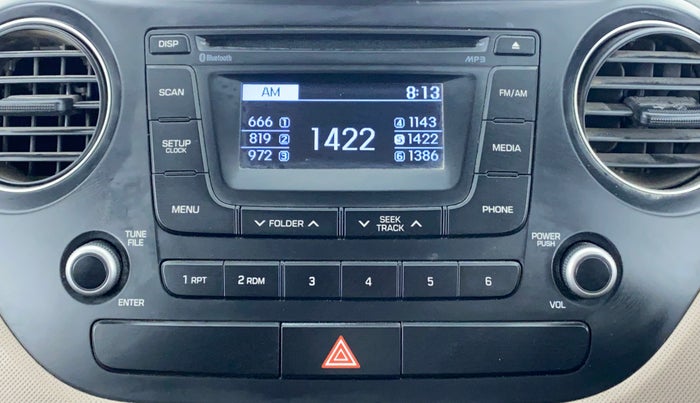 DISP
Bluetooth
MP3
SCAN
AM
8:13
FM/AM
666 1
819 2
972 3
1422
4 1143
5 1422
6 1386
SETUP
CLOCK
MEDIA
MENU
FOLDER
SEEK
TRACK
PHONE
TUNE
FILE
POWER
PUSH
1 RPT
2 RDM
3
4
5
6
ENTER
VOL